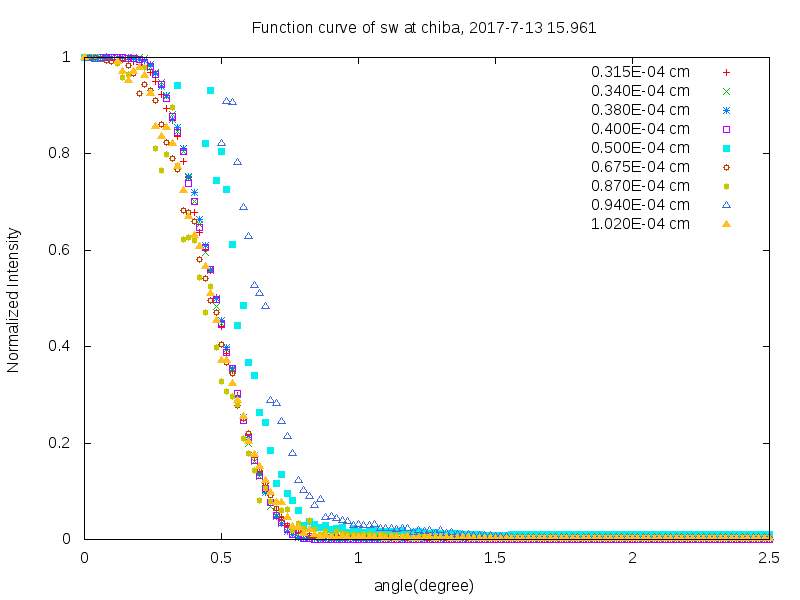 Function curve of sw at chiba, 2017-7-13 15.961
0.315E-04 cm
0.340E-04 cm
0.380E-04 cm
0.400E-04 cm
0.500E-04 cm
0.675E-04 cm
0.870E-04 cm
0.940E-04 cm
1.020E-04 cm
Normalized Intensity
1
0.8
0.6
0.4
0.2
0
0
0.5
1
1.5
2
2.5
angle(degree)